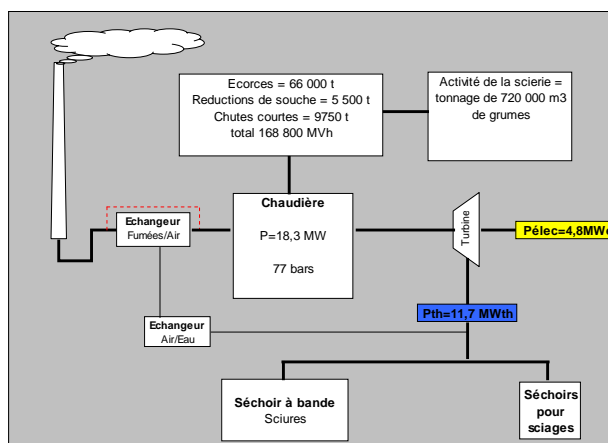 Ecorces = 66 000 t
Reductions de souche = 5 500 t
Chutes courtes = 9750 t
total 168 800 MVh
Activité de la scierie =
tonnage de 720 000 m3
de grumes
Chaudière
P=18,3 MW
77 bars
Echangeur
Fumées/Air
Turbine
Pélec=4,8MWe
Pth=11,7 MWth
Echangeur
Air/Eau
Séchoir à bande
Sciures
Séchoirs
pour
sciages